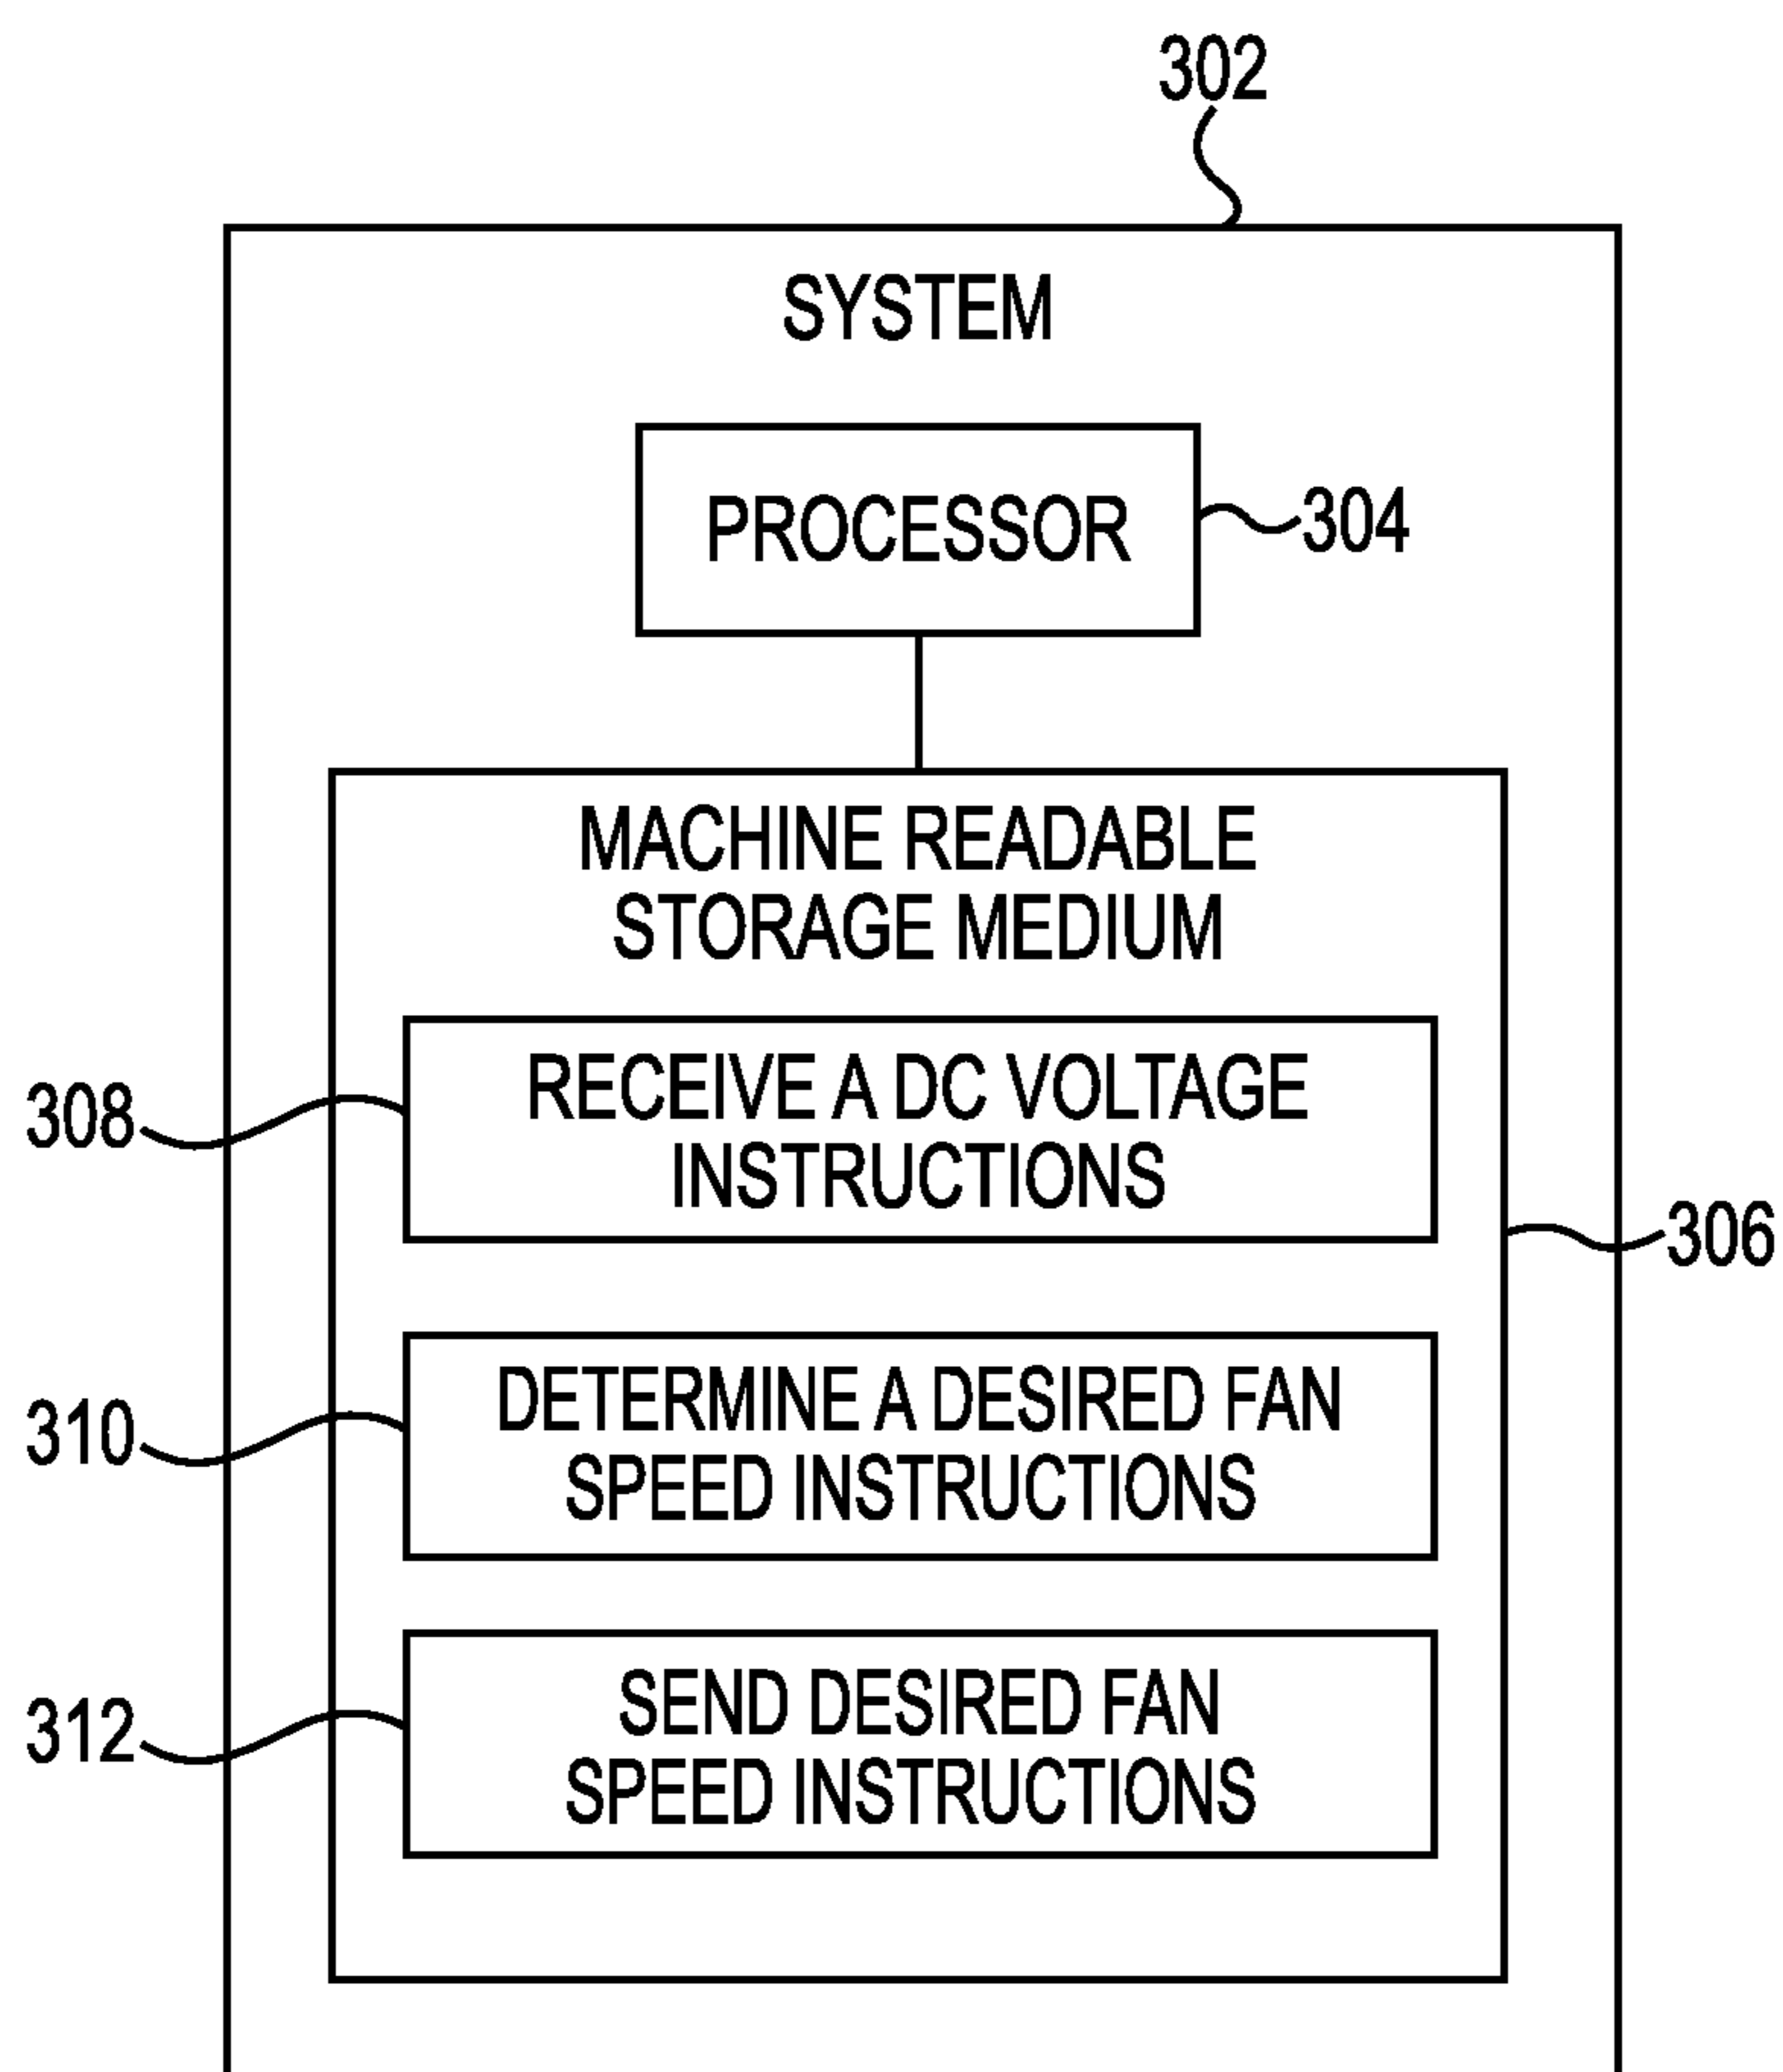 302
SYSTEM
PROCESSOR
304
MACHINE READABLE
STORAGE MEDIUM
RECEIVE A DC VOLTAGE
INSTRUCTIONS
308
306
DETERMINE A DESIRED FAN
SPEED INSTRUCTIONS
310
SEND DESIRED FAN
SPEED INSTRUCTIONS
312